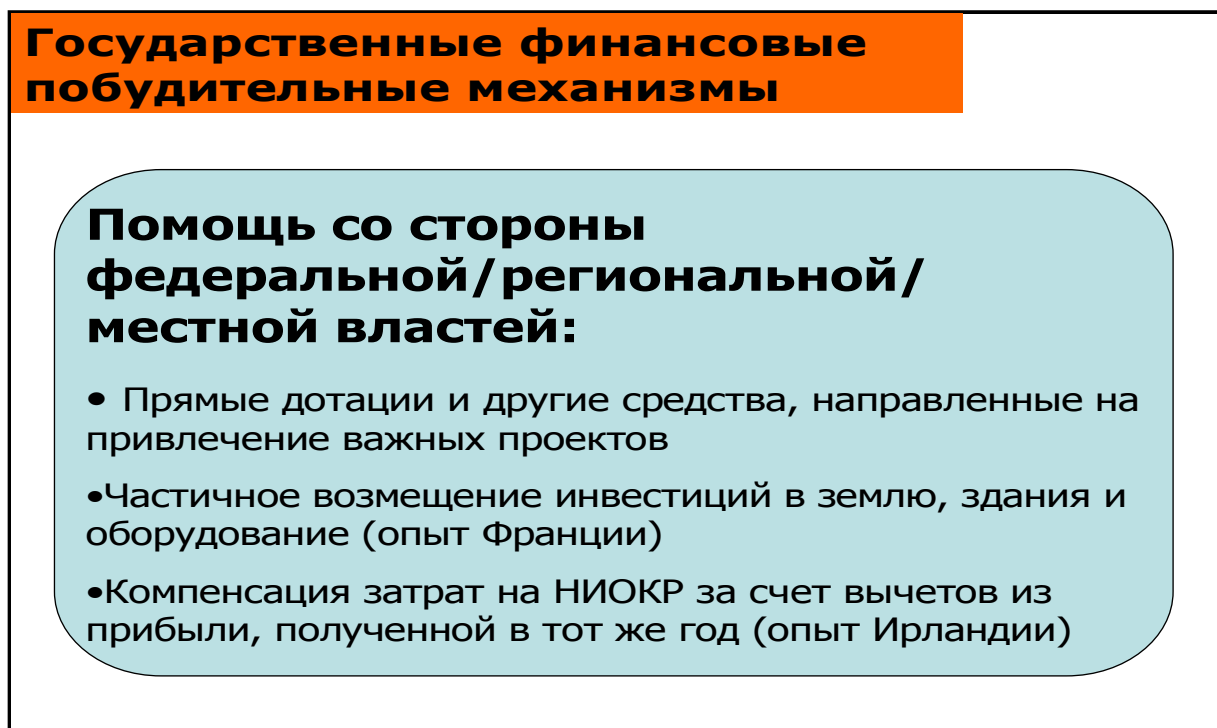 Государственные финансовые
побудительные механизмы
Помощь со стороны
федеральной/региональной/
местной властей:
• Прямые дотации и другие средства, направленные на
привлечение важных проектов
•Частичное возмещение инвестиций в землю, здания и
оборудование (опыт Франции)
•Компенсация затрат на НИОКР за счет вычетов из
прибыли, полученной в тот же год (опыт Ирландии)